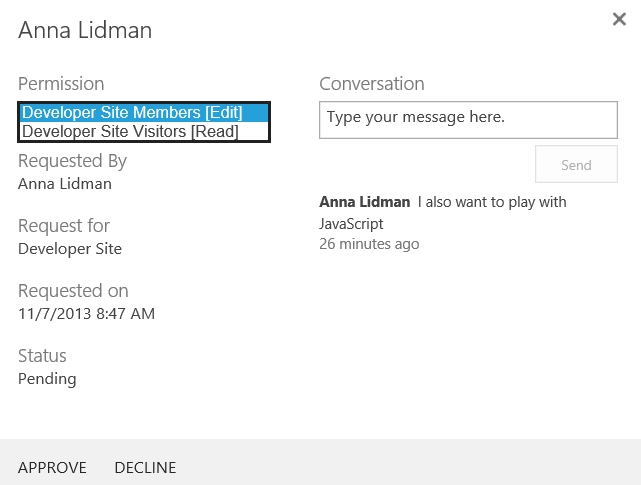 Anna Lidman
Permission
Developer Site Members [Edit]
Developer Site Visitors [Read]
Requested By
Anna Lidman
Request for
Developer Site
Requested on
11/7/2013 8:47 AM
Status
Pending
Conversation
Type your message here.
Send
Anna Lidman I also want to play with
JavaScript
26 minutes ago
APPROVE DECLINE